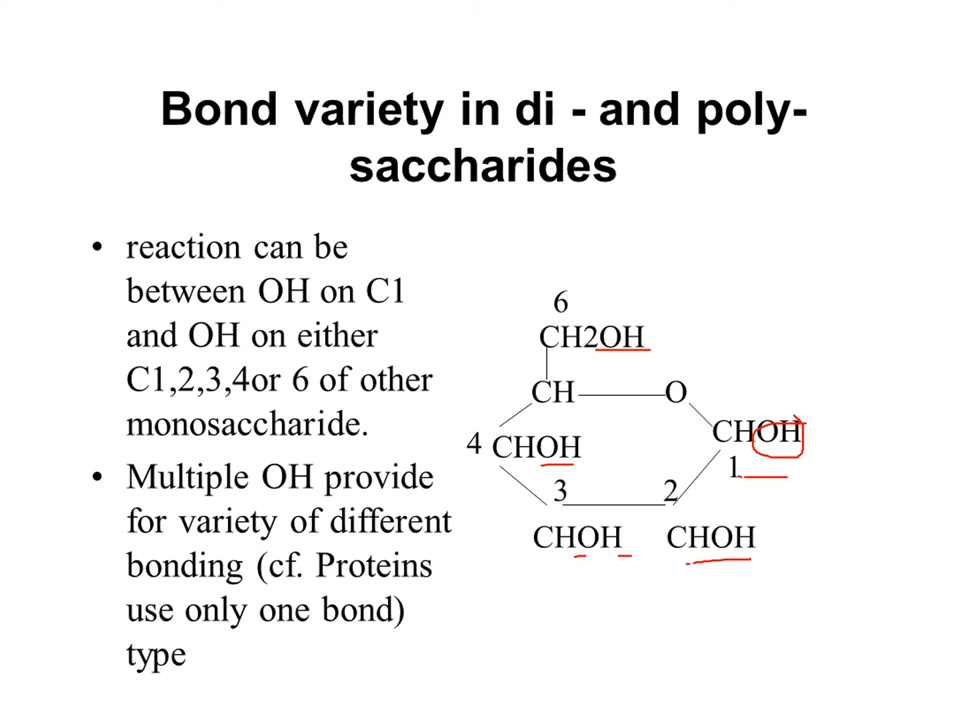 Bond variety in di - and poly-
saccharides
• reaction can be
between OH on C1
and OH on either
C1,2,3,4or 6 of other
monosaccharide.
• Multiple OH provide
for variety of different
bonding (cf. Proteins
use only one bond)
type
6
CH2OH
CH O
CHOH
4 CHOH
1
3 2
CHOH CHOH